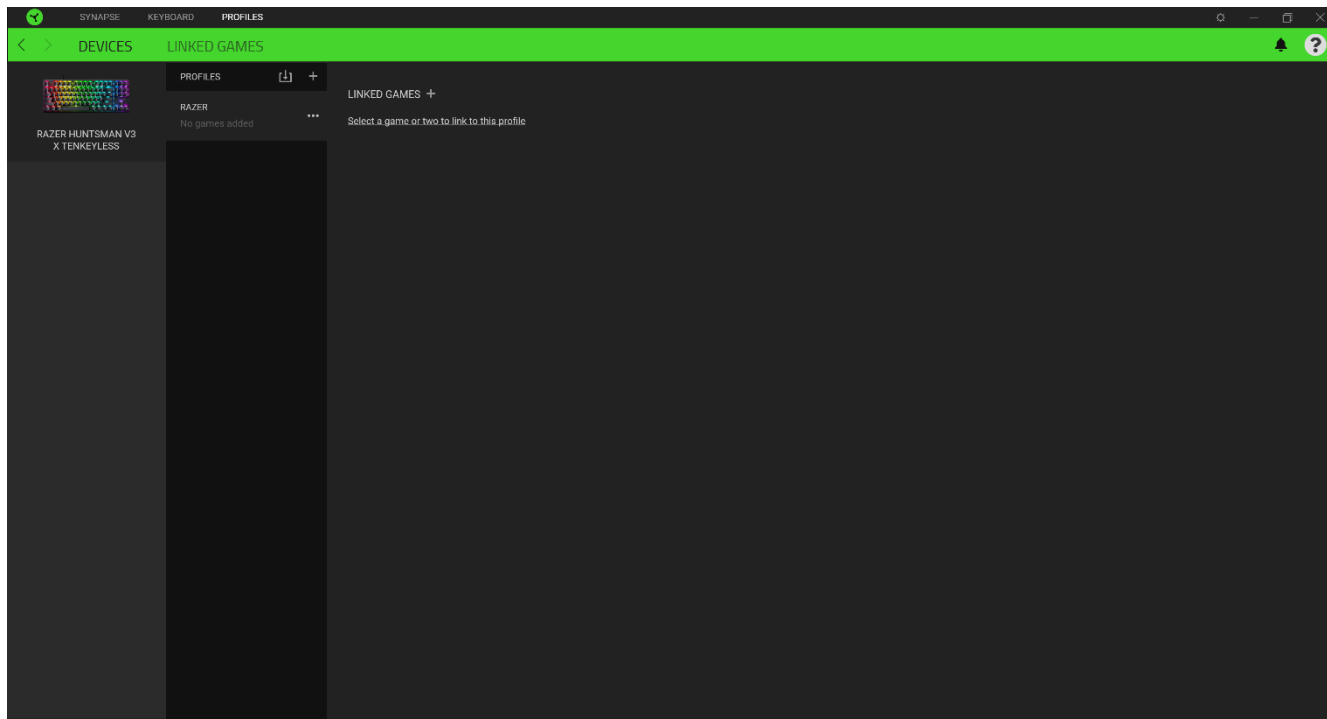 SYNAPSE KEYBOARD PROFILES
DEVICES LINKED GAMES
?
RAZER HUNTSMAN V3
X TENKEYLESS
PROFILES
RAZER
No games added
LINKED GAMES +
Select a game or two to link to this profile